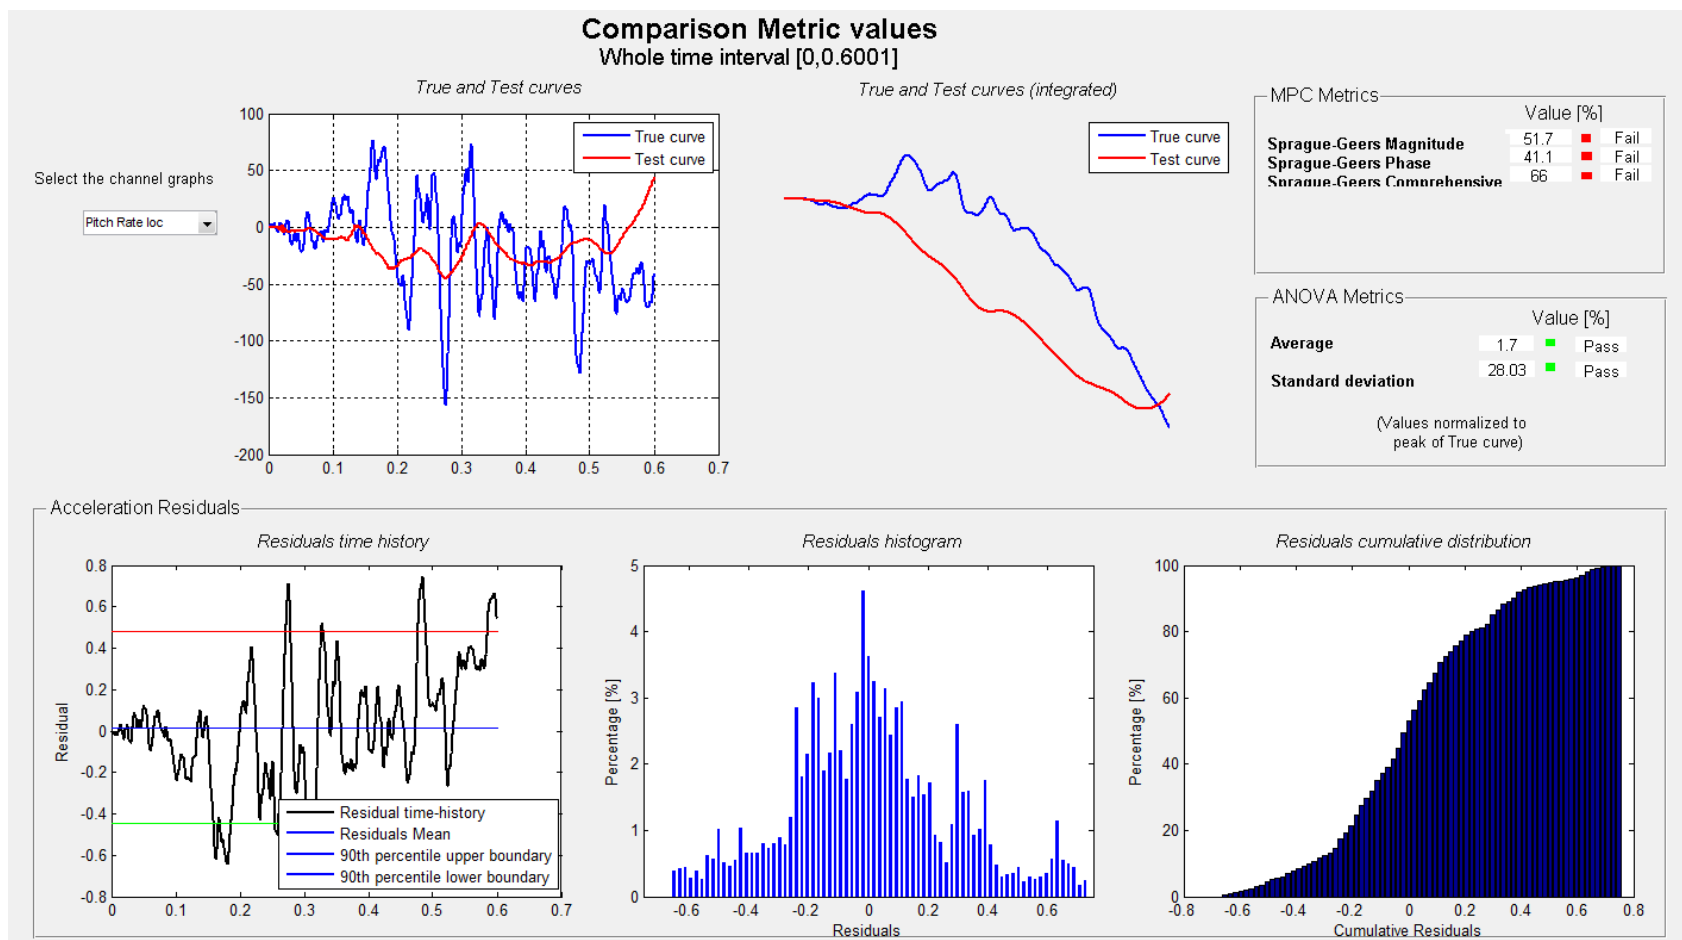 Comparison Metric values
Whole time interval [0,0.6001]
True and Test curves
True and Test curves (integrated)
Select the channel graphs
Pitch Rate loc
100
50
0
-50
-100
-150
-200
0 0.1 0.2 0.3 0.4 0.5 0.6 0.7
True curve
Test curve
True curve
Test curve
MPC Metrics
Value [%]
Sprague-Geers Magnitude 51.7 Fail
Sprague-Geers Phase 41.1 Fail
Sprague-Geers Comprehensive 66 Fail
ANOVA Metrics
Value [%]
Average 1.7 Pass
Standard deviation 28.03 Pass
(Values normalized to
peak of True curve)
Acceleration Residuals
Residuals time history
0.8
0.6
0.4
0.2
0
-0.2
-0.4
-0.6
-0.8
Residual
0 0.1 0.2 0.3 0.4 0.5 0.6 0.7
Residual time-history
Residuals Mean
90th percentile upper boundary
90th percentile lower boundary
Residuals histogram
5
4
3
2
1
0
Percentage [%]
-0.6 -0.4 -0.2 0 0.2 0.4 0.6
Residuals
Residuals cumulative distribution
100
80
60
40
20
0
Percentage [%]
-0.8 -0.6 -0.4 -0.2 0 0.2 0.4 0.6 0.8
Cumulative Residuals